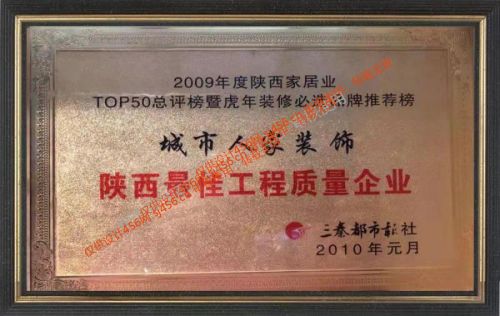 2009年度陕西家居业
TOP50总评榜暨虎年装修必选品牌推荐榜
城市人家装饰
陕西最佳工程质量企业
三秦都市报社
2010年元月